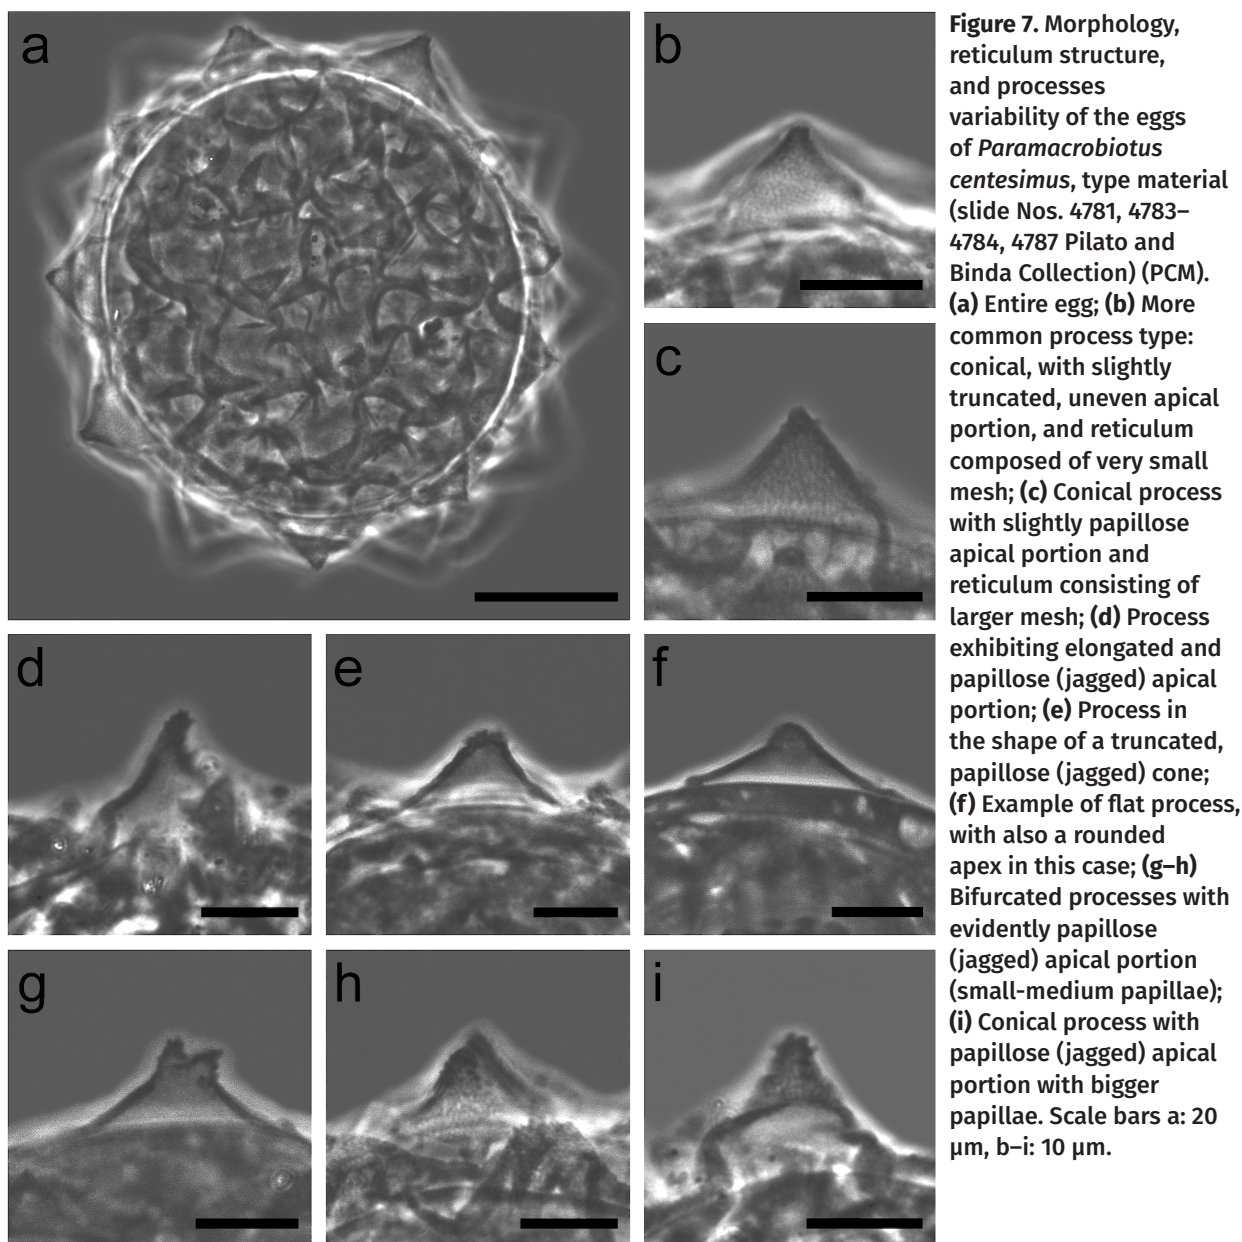 a
b
c
d
e
f
g
h
i
Figure 7. Morphology,
reticulum structure,
and processes
variability of the eggs
of Paramacrobiotus
centesimus, type material
(slide Nos. 4781, 4783–
4784, 4787 Pilato and
Binda Collection) (PCM).
(a) Entire egg; (b) More
common process type:
conical, with slightly
truncated, uneven apical
portion, and reticulum
composed of very small
mesh; (c) Conical process
with slightly papillose
apical portion and
reticulum consisting of
larger mesh; (d) Process
exhibiting elongated and
papillose (jagged) apical
portion; (e) Process in
the shape of a truncated,
papillose (jagged) cone;
(f) Example of flat process,
with also a rounded
apex in this case; (g–h)
Bifurcated processes with
evidently papillose
(jagged) apical portion
(small-medium papillae);
(i) Conical process with
papillose (jagged) apical
portion with bigger
papillae. Scale bars a: 20
µm, b–i: 10 µm.